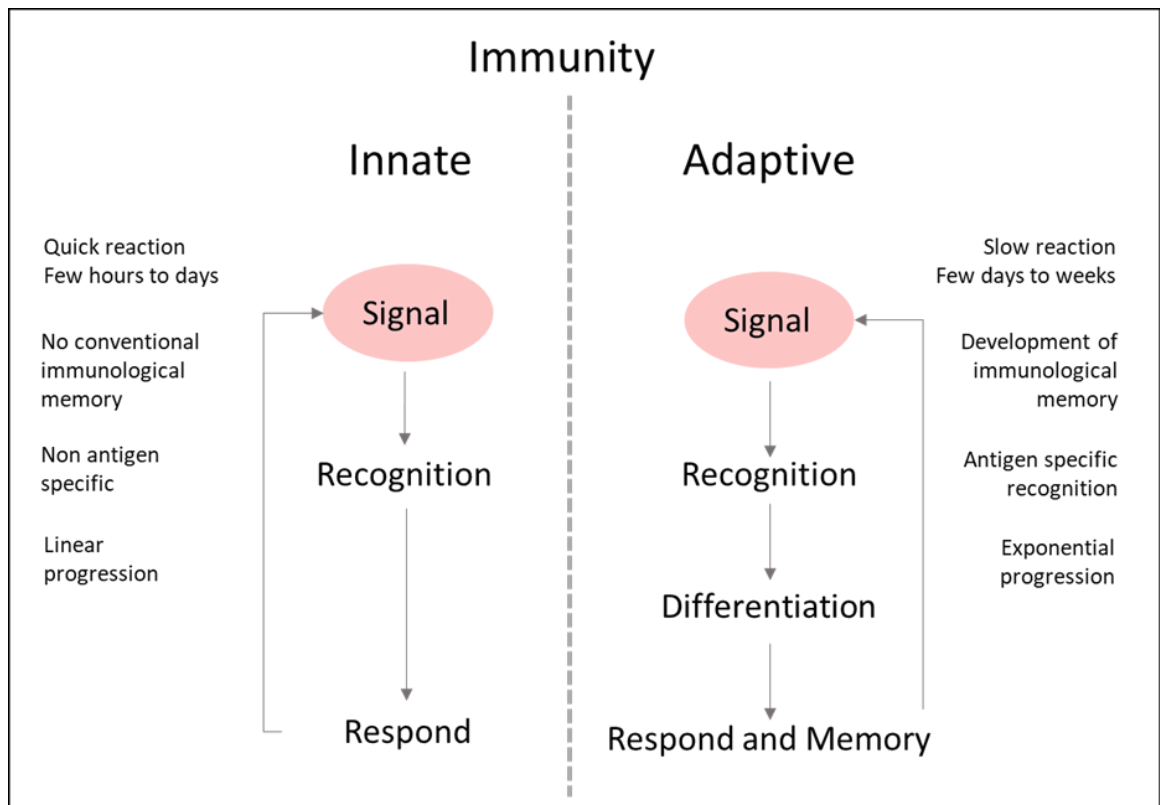 Immunity
Innate
Quick reaction
Few hours to days
No conventional
immunological
memory
Non antigen
specific
Linear
progression
Signal
Recognition
Respond
Adaptive
Signal
Recognition
Differentiation
Respond and Memory
Slow reaction
Few days to weeks
Development of
immunological
memory
Antigen specific
recognition
Exponential
progression